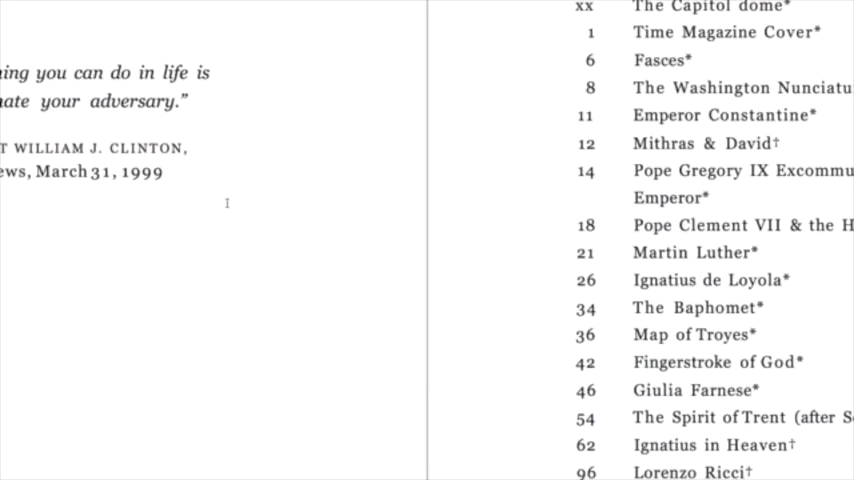 ing you can do in life is
ate your adversary.”
T WILLIAM J. CLINTON,
ews, March 31, 1999
xx The Capitol dome*
1 Time Magazine Cover*
6 Fasces*
8 The Washington Nunciatu
11 Emperor Constantine*
12 Mithras & David†
14 Pope Gregory IX Excommu
Emperor*
18 Pope Clement VII & the H
21 Martin Luther*
26 Ignatius de Loyola*
34 The Baphomet*
36 Map of Troyes*
42 Fingerstroke of God*
46 Giulia Farnese*
54 The Spirit of Trent (after S
62 Ignatius in Heaven†
96 Lorenzo Ricci†